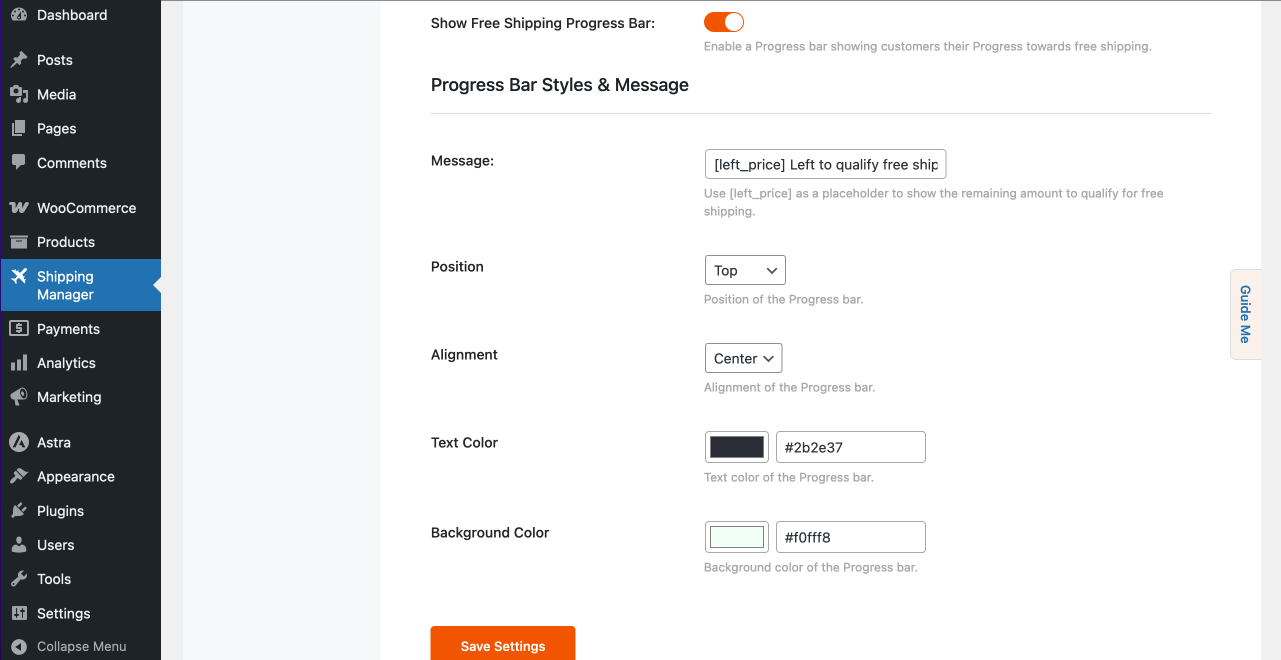 Dashboard
Posts
Media
Pages
Comments
WooCommerce
Products
Shipping
Manager
Payments
Analytics
Marketing
Astra
Appearance
Plugins
Users
Tools
Settings
Collapse Menu
Show Free Shipping Progress Bar:
Enable a Progress bar showing customers their Progress towards free shipping.
Progress Bar Styles & Message
Message:
[left_price] Left to qualify free ship
Use [left_price] as a placeholder to show the remaining amount to qualify for free
shipping.
Position
Top
Position of the Progress bar.
Alignment
Center
Alignment of the Progress bar.
Text Color
#2b2e37
Text color of the Progress bar.
Background Color
#f0fff8
Background color of the Progress bar.
Save Settings
Guide Me